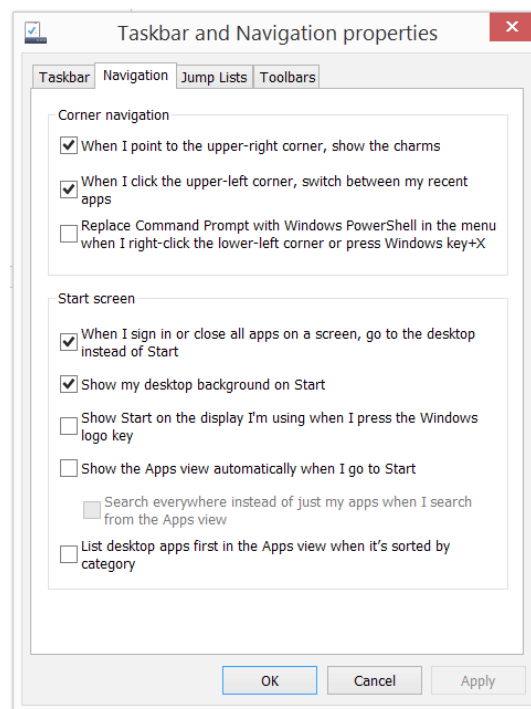 Taskbar and Navigation properties
Taskbar Navigation Jump Lists Toolbars
Corner navigation
When I point to the upper-right corner, show the charms
When I click the upper-left corner, switch between my recent
apps
Replace Command Prompt with Windows PowerShell in the menu
when I right-click the lower-left corner or press Windows key+X
Start screen
When I sign in or close all apps on a screen, go to the desktop
instead of Start
Show my desktop background on Start
Show Start on the display I'm using when I press the Windows
logo key
Show the Apps view automatically when I go to Start
Search everywhere instead of just my apps when I search
from the Apps view
List desktop apps first in the Apps view when it’s sorted by
category
OK Cancel Apply